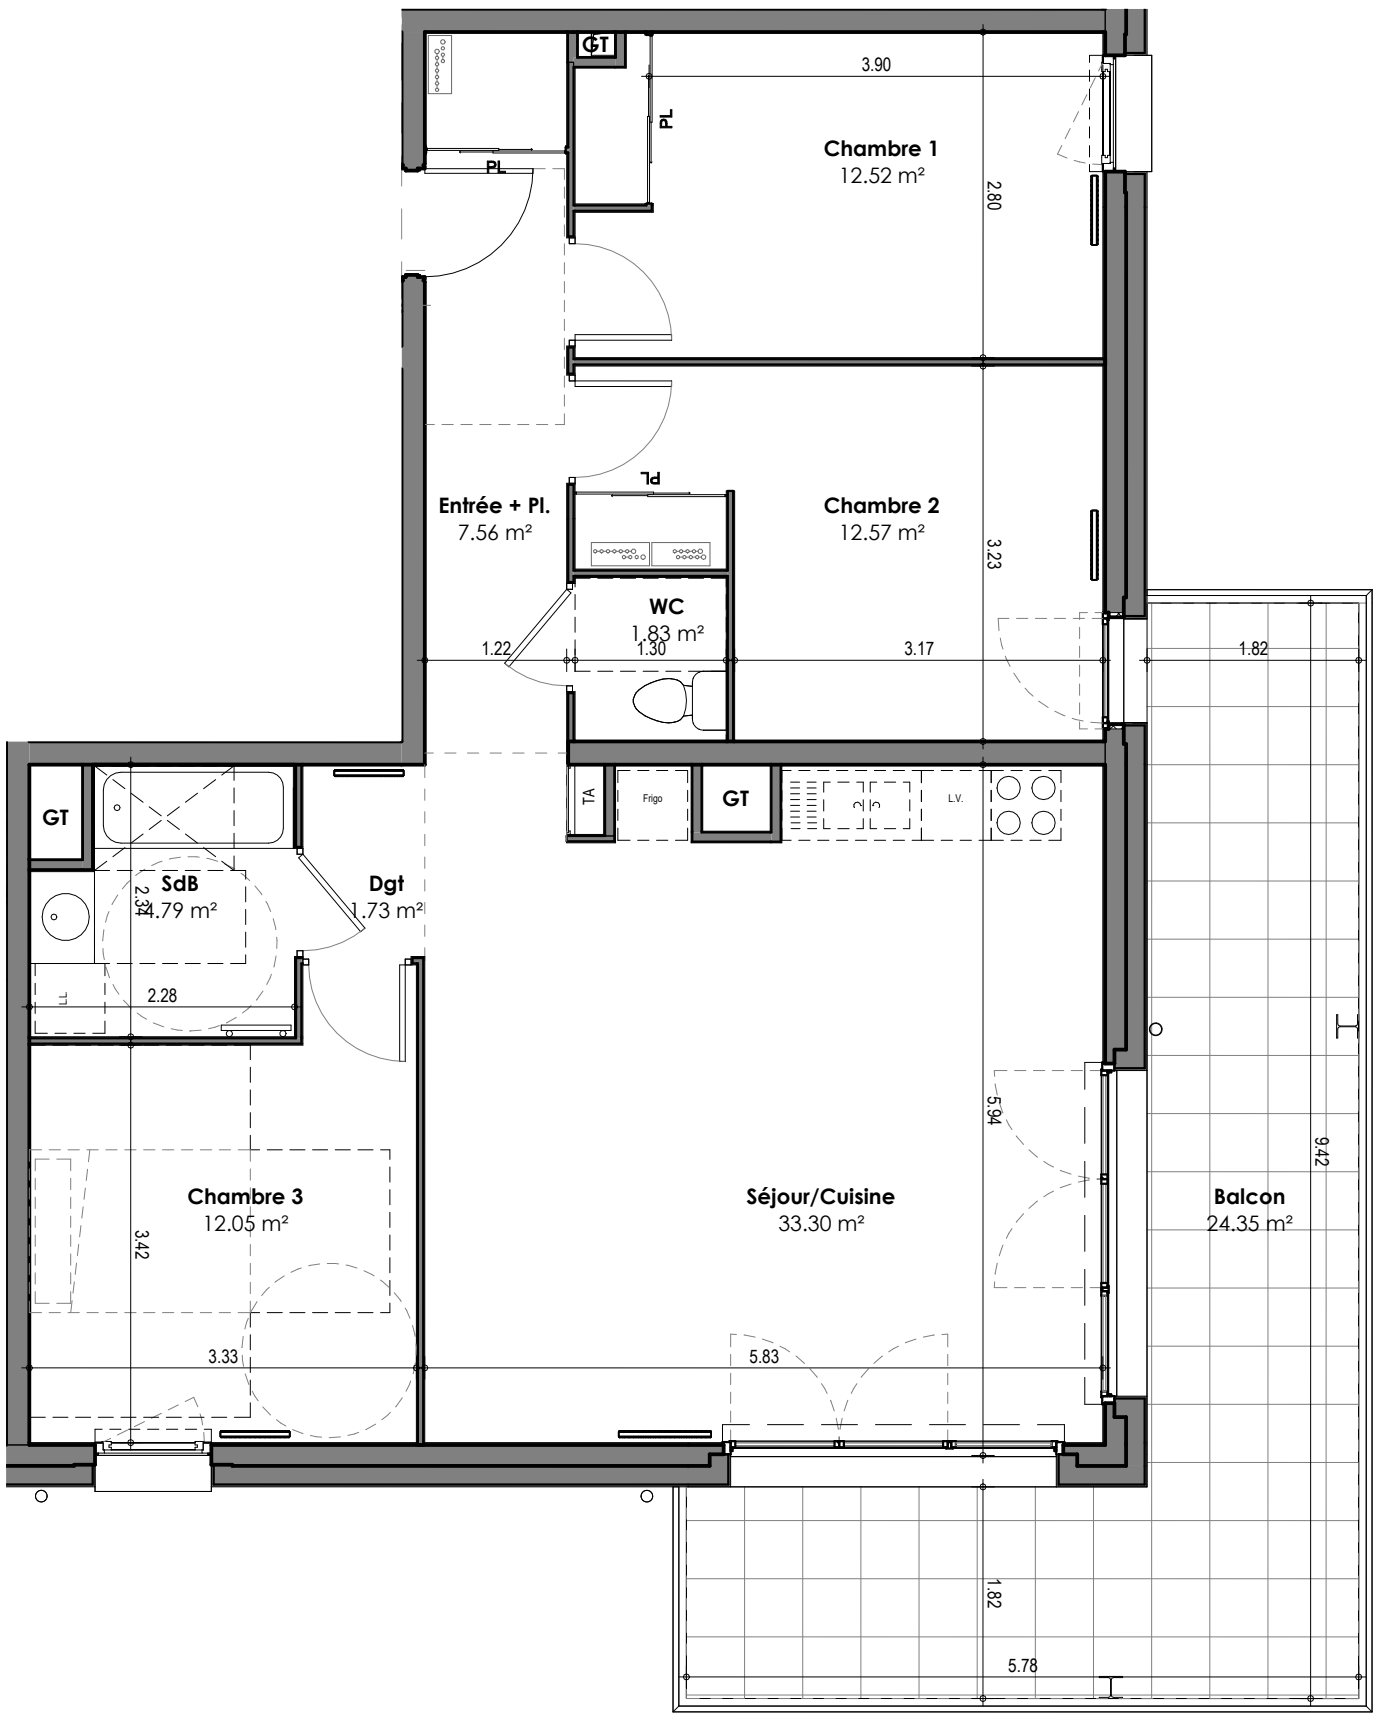 GT
3.90
PL
Chambre 1
12.52 m²
PL
2.80
PL
Entrée + Pl.
7.56 m²
Chambre 2
12.57 m²
3.23
WC
1.83 m²
1.22
1.30
3.17
1.82
GT
TA
Frigo
GT
L.V.
SdB
4.79 m²
2.34
Dgt
1.73 m²
LL
2.28
5.94
9.42
Chambre 3
12.05 m²
Séjour/Cuisine
33.30 m²
Balcon
24.35 m²
3.42
3.33
5.83
1.82
5.78